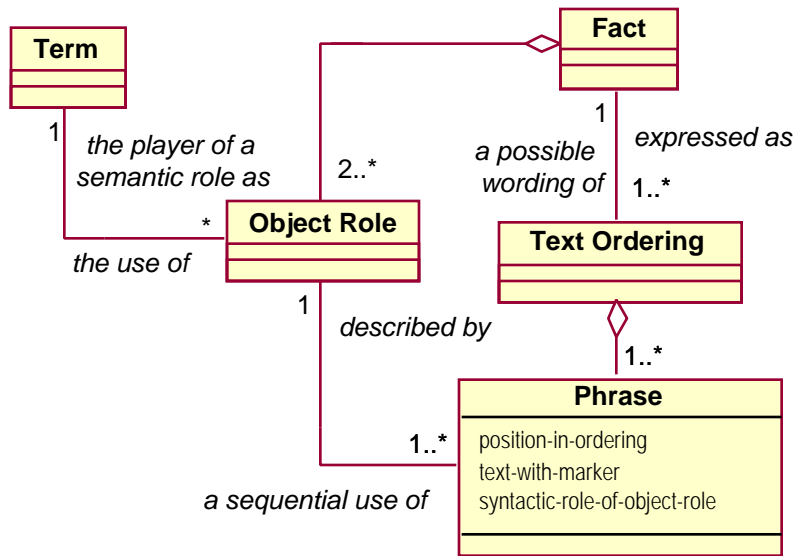 Fact
Term
1
the player of a
semantic role as
2..*
1
expressed as
a possible
wording of
1..*
Object Role
*
the use of
Text Ordering
1
described by
1..*
Phrase
position-in-ordering
text-with-marker
syntactic-role-of-object-role
1..*
a sequential use of